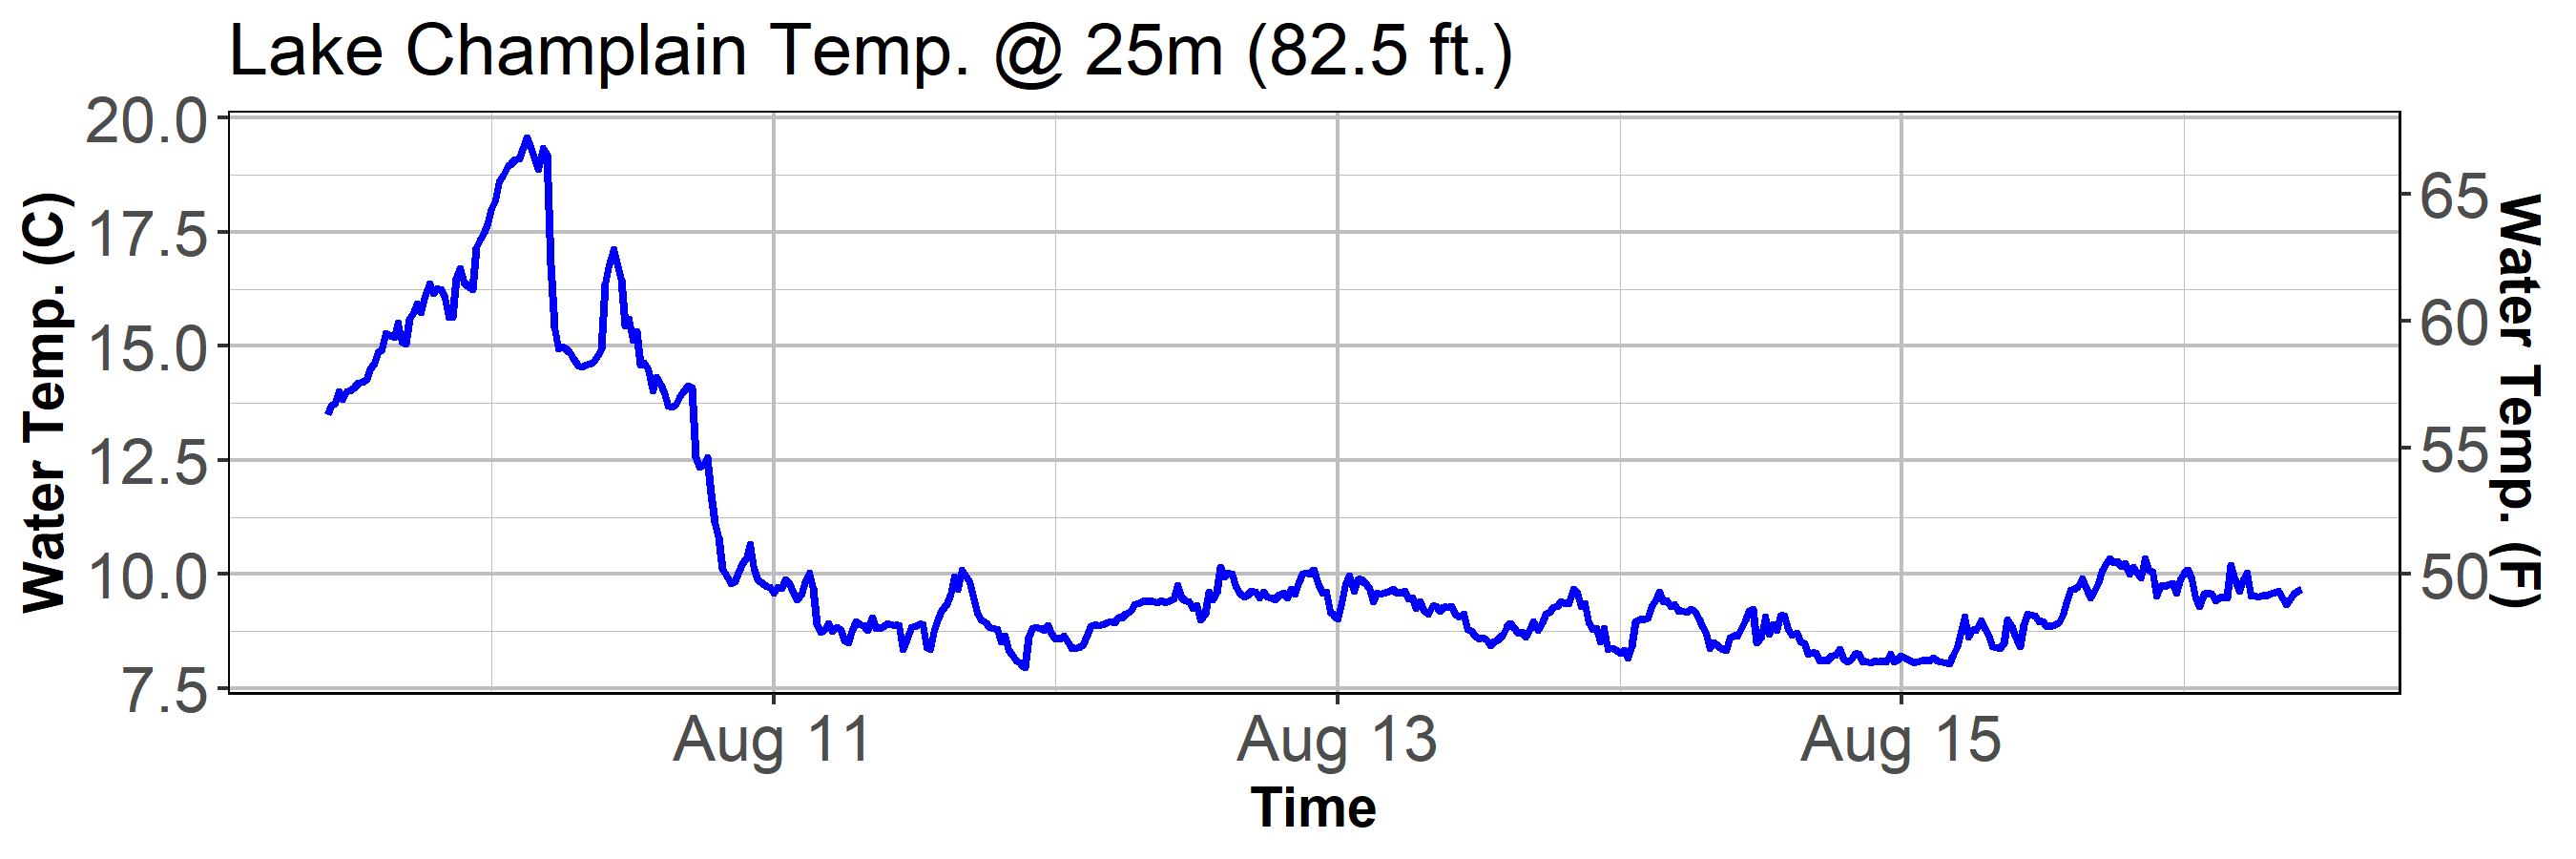 Lake Champlain Temp. @ 25m (82.5 ft.)
20.0
17.5
15.0
12.5
10.0
7.5
Water Temp. (C)
65
60
55
50
Water Temp. (F)
Aug 11
Aug 13
Aug 15
Time